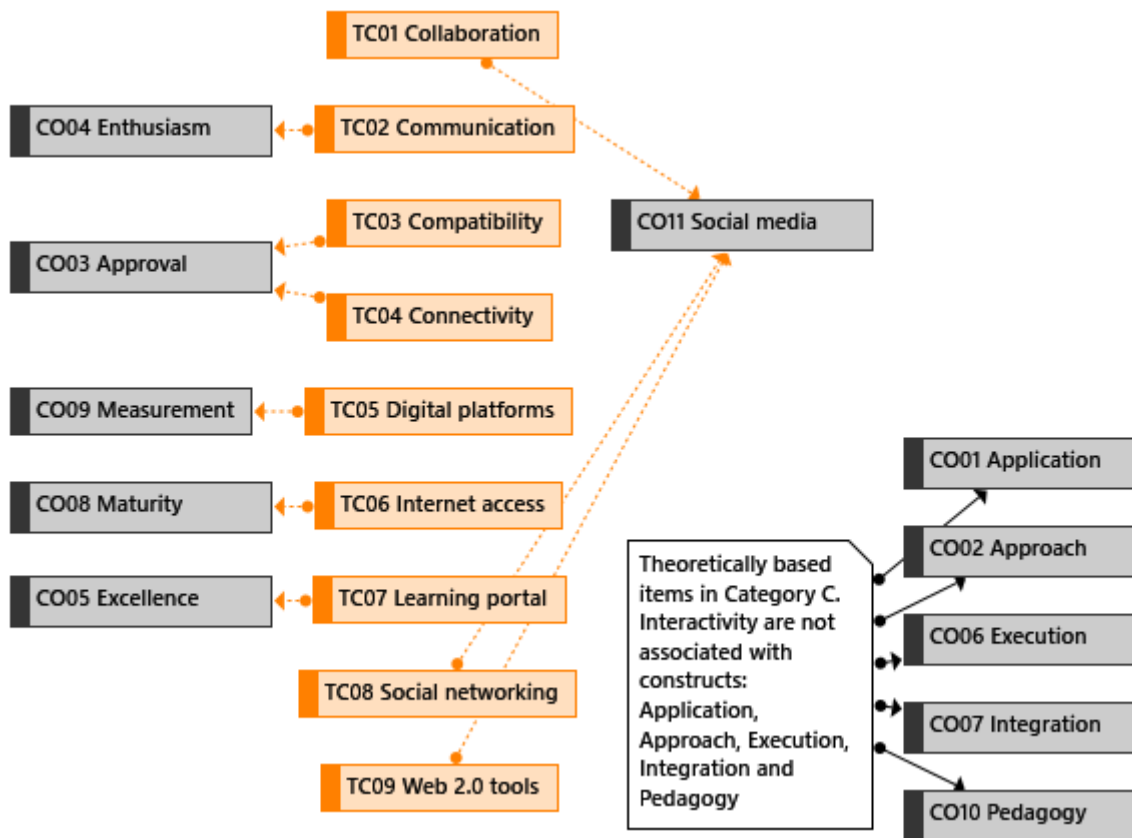 TC01 Collaboration
CO04 Enthusiasm
TC02 Communication
TC03 Compatibility
CO11 Social media
CO03 Approval
TC04 Connectivity
CO09 Measurement
TC05 Digital platforms
CO01 Application
CO08 Maturity
TC06 Internet access
CO02 Approach
Theoretically based
items in Category C.
Interactivity are not
associated with
constructs:
Application,
Approach, Execution,
Integration and
Pedagogy
CO05 Excellence
TC07 Learning portal
CO06 Execution
TC08 Social networking
CO07 Integration
TC09 Web 2.0 tools
CO10 Pedagogy